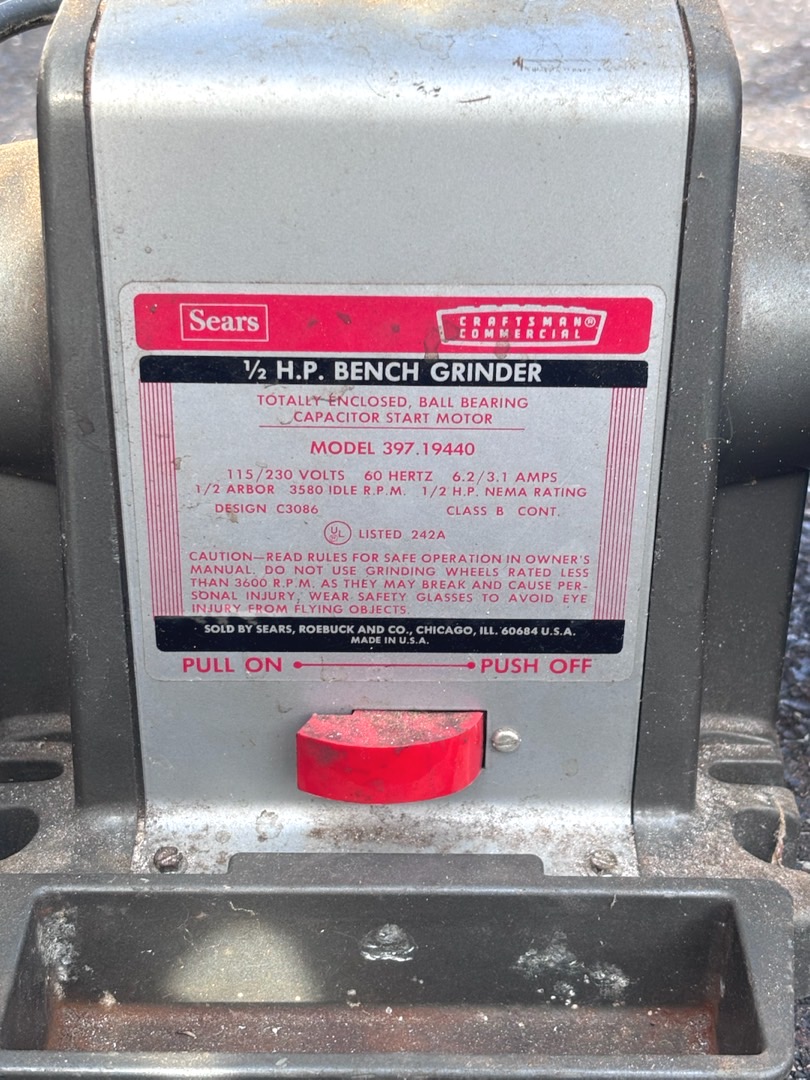 Sears
CRAFTSMAN®
COMMERCIAL
1/2 H.P. BENCH GRINDER
TOTALLY ENCLOSED, BALL BEARING
CAPACITOR START MOTOR
MODEL 397.19440
115/230 VOLTS 60 HERTZ 6.2/3.1 AMPS
1/2 ARBOR 3580 IDLE R.P.M. 1/2 H.P. NEMA RATING
DESIGN C3086 CLASS B CONT.
UL LISTED 242A
CAUTION—READ RULES FOR SAFE OPERATION IN OWNER'S
MANUAL. DO NOT USE GRINDING WHEELS RATED LESS
THAN 3600 R.P.M. AS THEY MAY BREAK AND CAUSE PER-
SONAL INJURY, WEAR SAFETY GLASSES TO AVOID EYE
INJURY FROM FLYING OBJECTS.
SOLD BY SEARS, ROEBUCK AND CO., CHICAGO, ILL. 60684 U.S.A.
MADE IN U.S.A.
PULL ON PUSH OFF